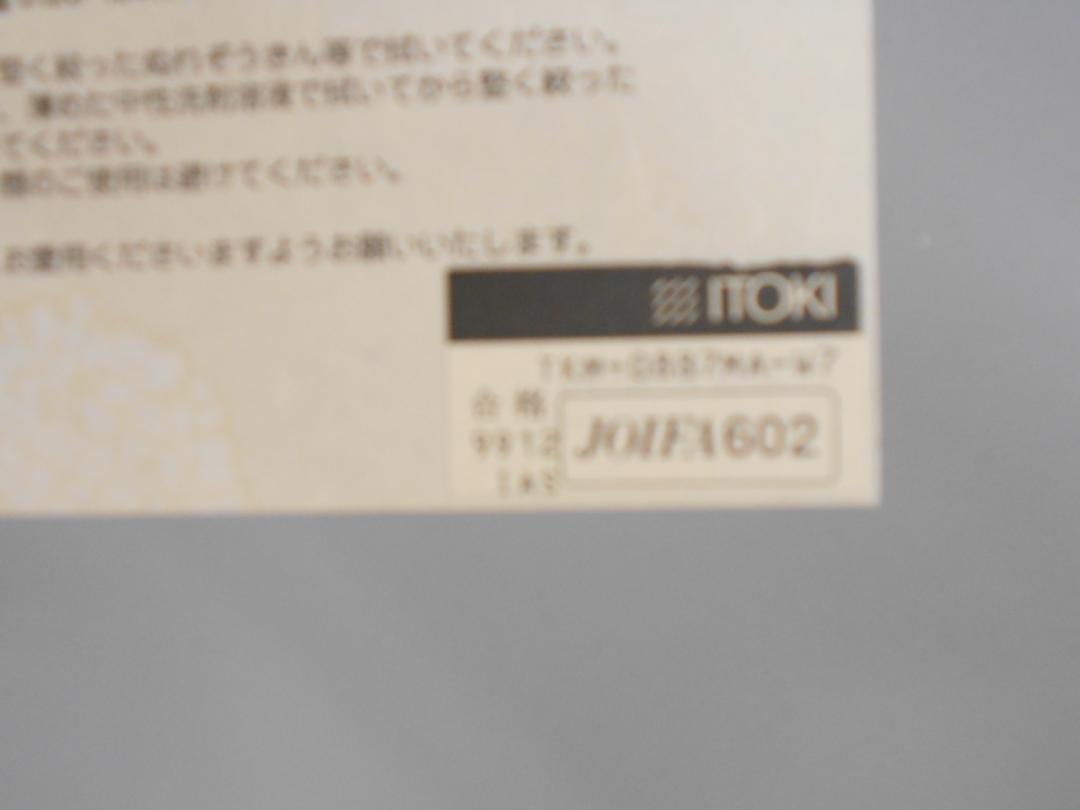 堅く絞ったぬれぞうきん等で拭いてください。
、薄めた中性洗剤溶液で拭いてから堅く絞った
てください。
のご使用は避けてください。
お使用くださいますようお願いいたします。
ITOKI
合格
9912
JOIFA602
IAS